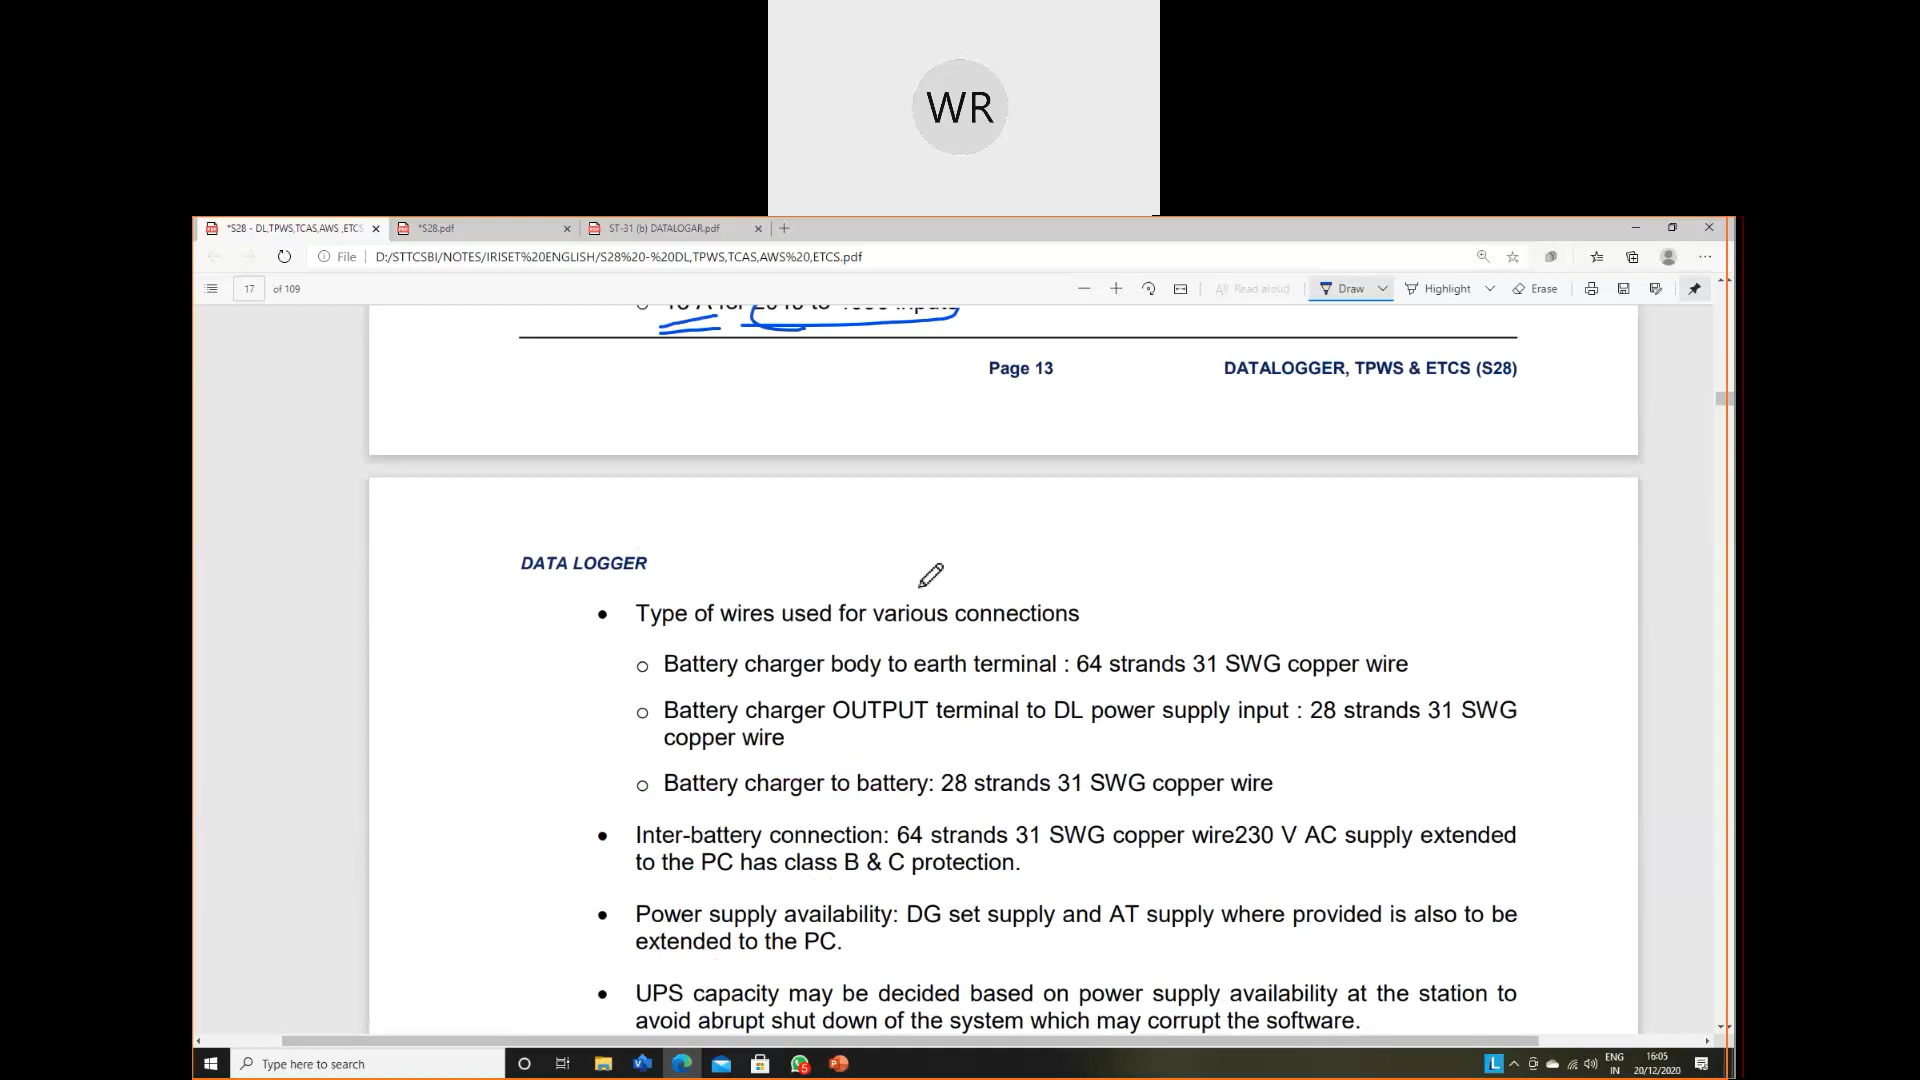 WR
*S28 - DL,TPWS,TCAS,AWS ,ETCS
*S28.pdf
ST-31 (b) DATALOGAR.pdf
File
D:/STTCSBI/NOTES/IRISET%20ENGLISH/S28%20-%20DL,TPWS,TCAS,AWS%20,ETCS.pdf
17 of 109
Read aloud
Draw
Highlight
Erase
Page 13
DATALOGGER, TPWS & ETCS (S28)
DATA LOGGER
• Type of wires used for various connections
o Battery charger body to earth terminal : 64 strands 31 SWG copper wire
o Battery charger OUTPUT terminal to DL power supply input : 28 strands 31 SWG
copper wire
o Battery charger to battery: 28 strands 31 SWG copper wire
• Inter-battery connection: 64 strands 31 SWG copper wire230 V AC supply extended
to the PC has class B & C protection.
• Power supply availability: DG set supply and AT supply where provided is also to be
extended to the PC.
• UPS capacity may be decided based on power supply availability at the station to
avoid abrupt shut down of the system which may corrupt the software.
Type here to search
5
L
ENG
IN
16:05
20/12/2020